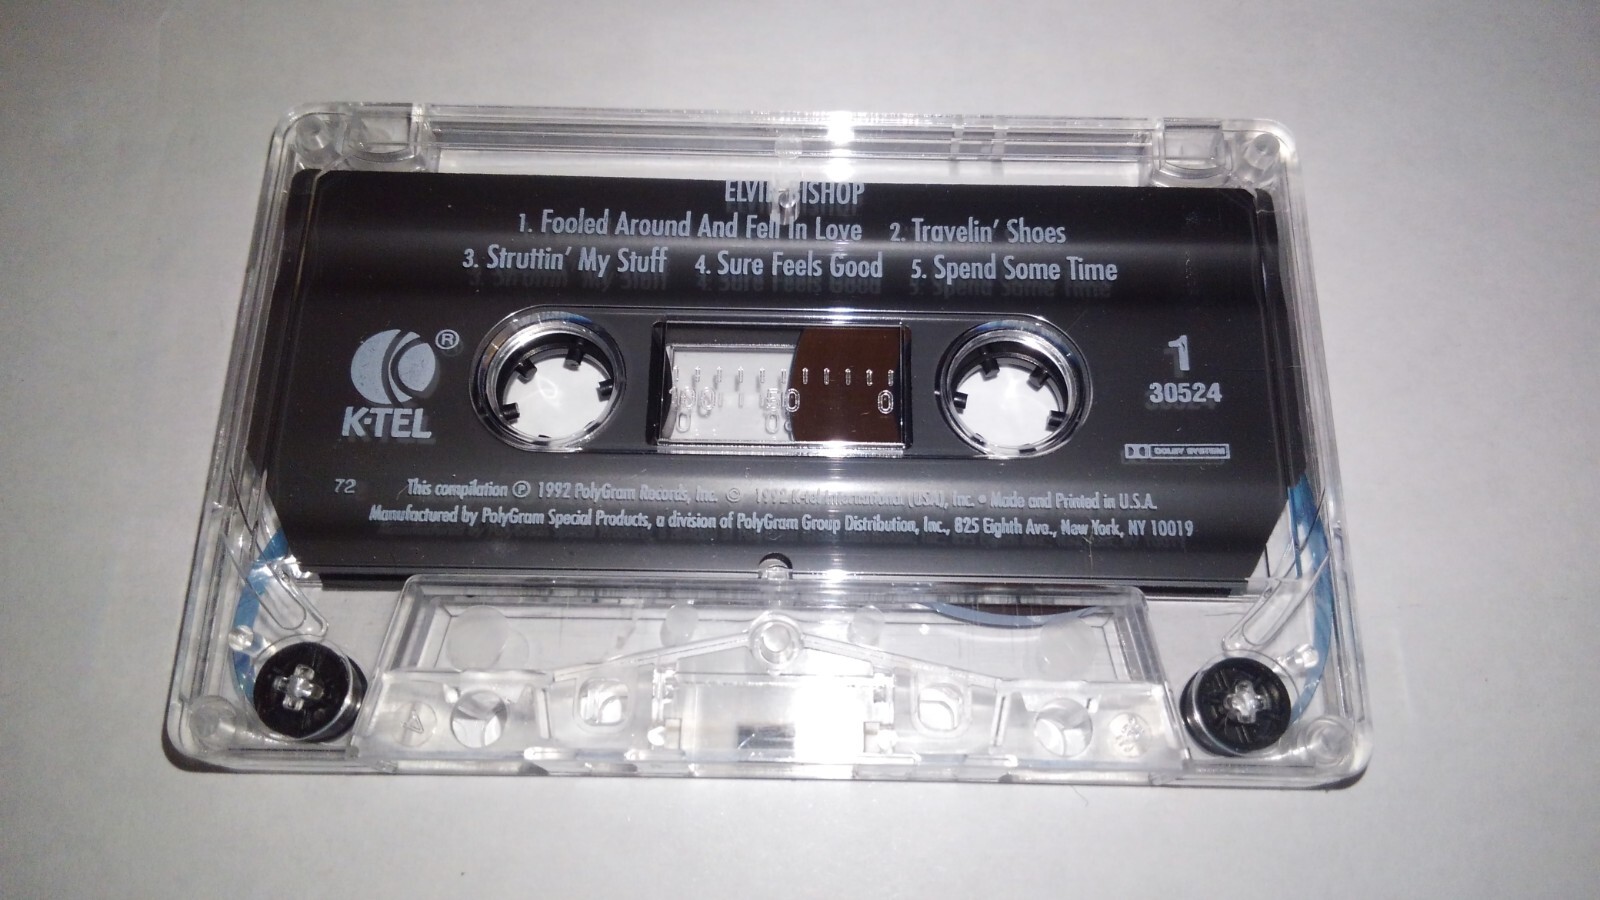 ELVIN BISHOP
1. Fooled Around And Fell In Love 2. Travelin' Shoes
3. Struttin' My Stuff 4. Sure Feels Good 5. Spend Some Time
K-TEL ®
1
30524
DOLBY SYSTEM
50 0
72
This compilation ℗ 1992 PolyGram Records, Inc. © 1992 K-tel International (USA), Inc. • Made and Printed in U.S.A.
Manufactured by PolyGram Special Products, a division of PolyGram Group Distribution, Inc., 825 Eighth Ave., New York, NY 10019